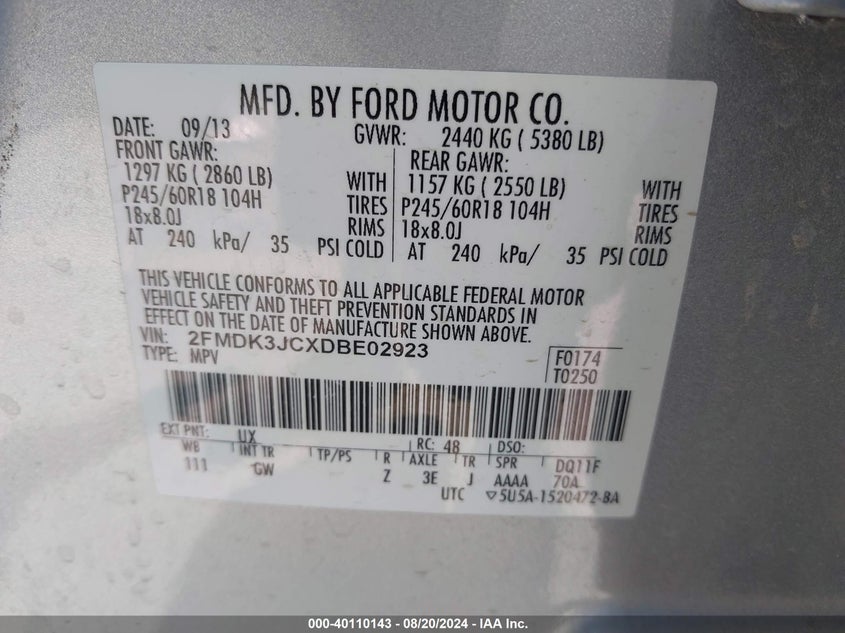 MFD. BY FORD MOTOR CO.
DATE: 09/13 GVWR: 2440 KG ( 5380 LB)
FRONT GAWR: REAR GAWR:
1297 KG ( 2860 LB) WITH 1157 KG ( 2550 LB) WITH
P245/60R18 104H TIRES P245/60R18 104H TIRES
18x8.0J RIMS 18x8.0J RIMS
AT 240 kPa/ 35 PSI COLD AT 240 kPa/ 35 PSI COLD
THIS VEHICLE CONFORMS TO ALL APPLICABLE FEDERAL MOTOR
VEHICLE SAFETY AND THEFT PREVENTION STANDARDS IN
EFFECT ON THE DATE OF MANUFACTURE SHOWN ABOVE.
VIN: 2FMDK3JCXDBE02923
TYPE: MPV
F0174
T0250
EXT PNT: UX RC: 48 DSO:
WB INT TR TP/PS R AXLE TR SPR DQ11F
111 GW Z 3E J AAAA 70A
UTC ▽5U5A-1520472-BA
000-40110143 - 08/20/2024 - SYS - IAA Inc.